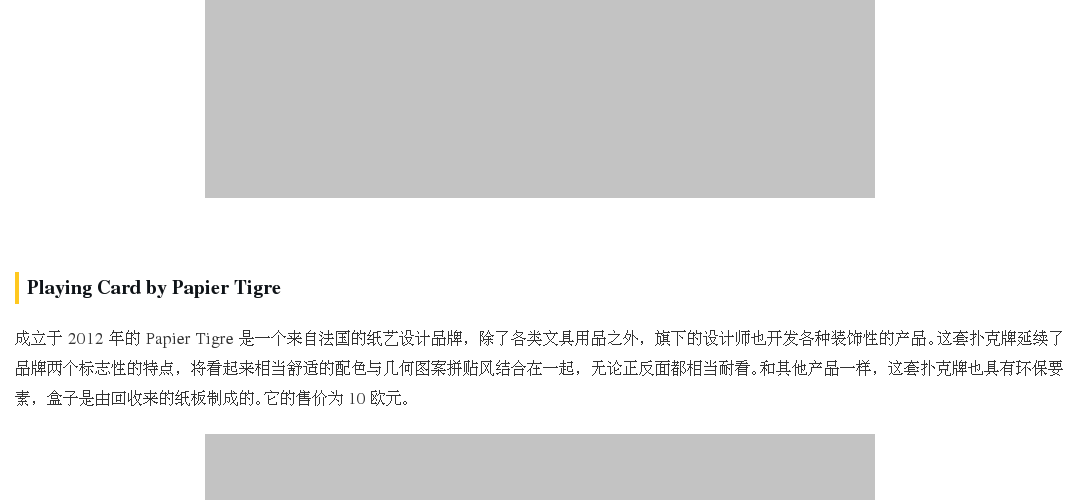 Playing Card by Papier Tigre
成立于 2012 年的 Papier Tigre 是一个来自法国的纸艺设计品牌，除了各类文具用品之外，旗下的设计师也开发各种装饰性的产品。这套扑克牌延续了
品牌两个标志性的特点，将看起来相当舒适的配色与几何图案拼贴风结合在一起，无论正反面都相当耐看。和其他产品一样，这套扑克牌也具有环保要
素，盒子是由回收来的纸板制成的。它的售价为 10 欧元。